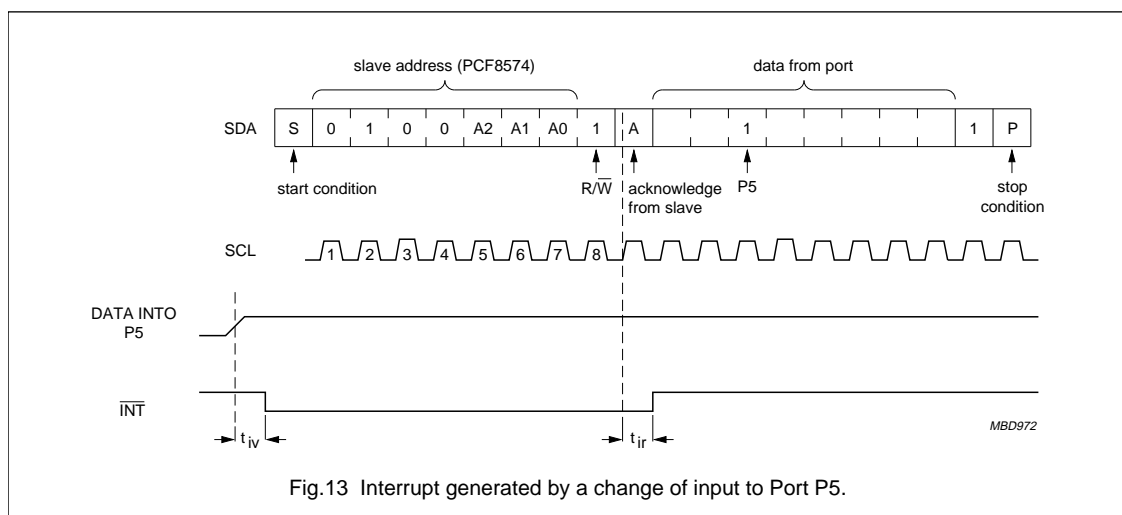 slave address (PCF8574) data from port
SDA S 0 1 0 0 A2 A1 A0 1 A 1 1 P
start condition R/W acknowledge from slave P5 stop condition
SCL 1 2 3 4 5 6 7 8
DATA INTO P5
INT
t iv t ir
MBD972
Fig.13 Interrupt generated by a change of input to Port P5.